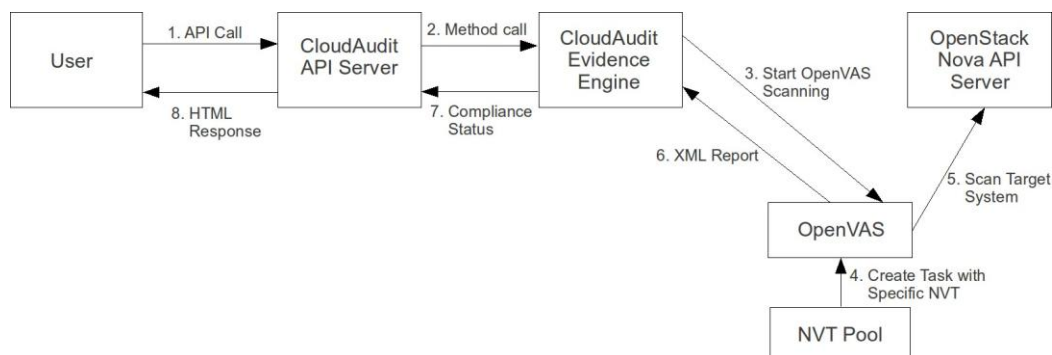 User
1. API Call
8. HTML
Response
CloudAudit
API Server
2. Method call
7. Compliance
Status
CloudAudit
Evidence
Engine
3. Start OpenVAS
Scanning
6. XML Report
OpenStack
Nova API
Server
5. Scan Target
System
OpenVAS
4. Create Task with
Specific NVT
NVT Pool